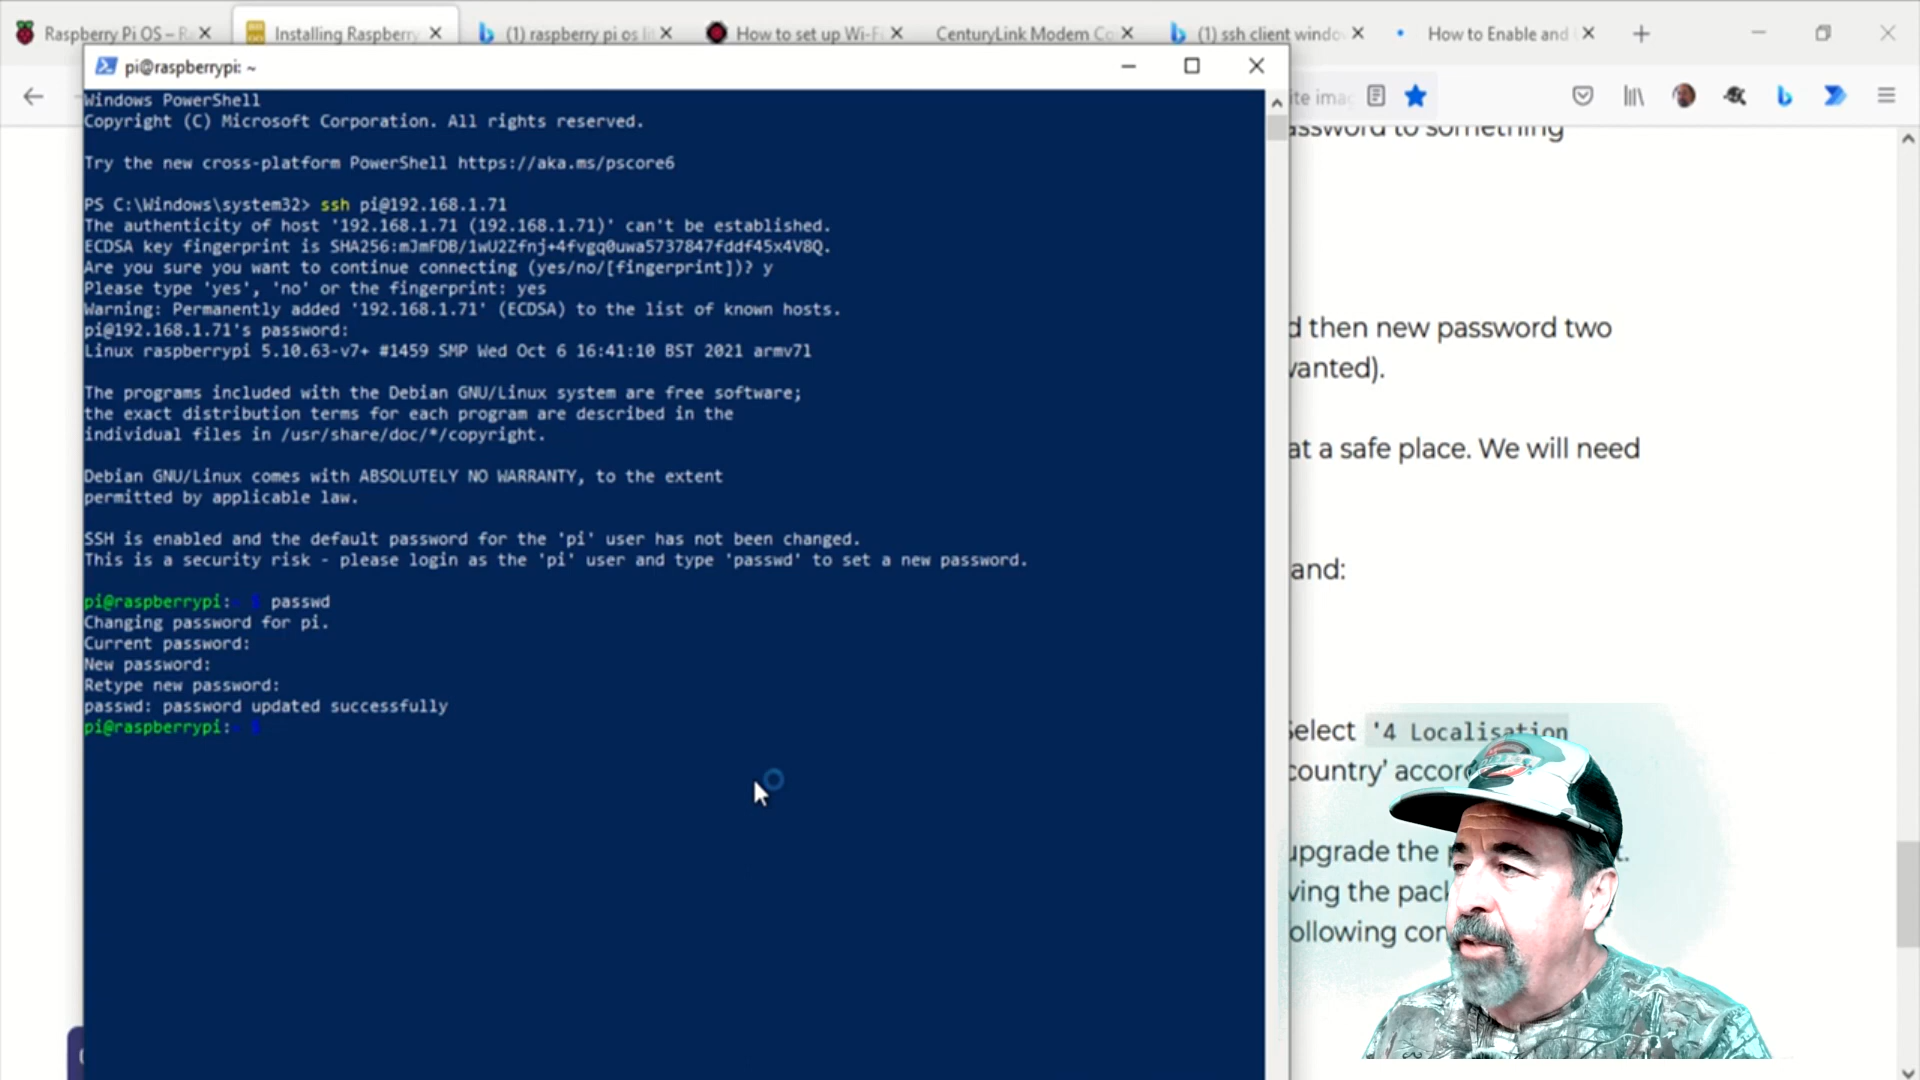 Raspberry Pi OS – R
Installing Raspberry
(1) raspberry pi os li
How to set up Wi-Fi
CenturyLink Modem Co
(1) ssh client windo
How to Enable and
pi@raspberrypi: ~
ite ima
Windows PowerShell
Copyright (C) Microsoft Corporation. All rights reserved.
Try the new cross-platform PowerShell https://aka.ms/pscore6
PS C:\Windows\system32> ssh pi@192.168.1.71
The authenticity of host '192.168.1.71 (192.168.1.71)' can't be established.
ECDSA key fingerprint is SHA256:mJmFDB/1wU2Zfnj+4fvgq0uwa5737847fddf45x4V8Q.
Are you sure you want to continue connecting (yes/no/[fingerprint])? y
Please type 'yes', 'no' or the fingerprint: yes
Warning: Permanently added '192.168.1.71' (ECDSA) to the list of known hosts.
pi@192.168.1.71's password:
Linux raspberrypi 5.10.63-v7+ #1459 SMP Wed Oct 6 16:41:10 BST 2021 armv7l
The programs included with the Debian GNU/Linux system are free software;
the exact distribution terms for each program are described in the
individual files in /usr/share/doc/*/copyright.
Debian GNU/Linux comes with ABSOLUTELY NO WARRANTY, to the extent
permitted by applicable law.
SSH is enabled and the default password for the 'pi' user has not been changed.
This is a security risk - please login as the 'pi' user and type 'passwd' to set a new password.
pi@raspberrypi:~ $ passwd
Changing password for pi.
Current password:
New password:
Retype new password:
passwd: password updated successfully
pi@raspberrypi:~ $
assword to something
d then new password two
wanted).
at a safe place. We will need
and:
Select '4 Localisation
country' accor
upgrade the
ving the pack
ollowing con